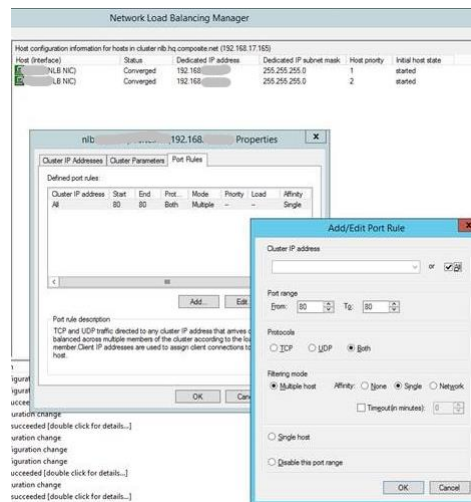 Network Load Balancing Manager
Host configuration information for hosts in cluster nlb.hq.composite.net (192.168.17.165)
Host (Interface) Status Dedicated IP address Dedicated IP subnet mask Host priority Initial host state
NLB NIC) Converged 192.168 255.255.255.0 1 started
LB NIC) Converged 192.168 255.255.255.0 2 started
nlb 192.168. Properties x
Cluster IP Addresses Cluster Parameters Port Rules
Defined port rules:
Cluster IP address Start End Prot... Mode Priority Load Affinity
All 80 80 Both Multiple -- -- Single
Add... Edit
Port rule description
TCP and UDP traffic directed to any cluster IP address that arrives
balanced across multiple members of the cluster according to the
member. Client IP addresses are used to assign client connections to
host.
OK Can
Add/Edit Port Rule x
Cluster IP address
or All
Port range
From: 80 To: 80
Protocols
TCP UDP Both
Filtering mode
Multiple host Affinity: None Single Network
Timeout(in minutes): 0
Single host
Disable this port range
OK Cancel
igurat
succee
igurat
igurat
uration change
succeeded [double click for details...]
uration change
iguration change
iguration change
succeeded [double click for details...]
uration change
succeeded [double click for details...]